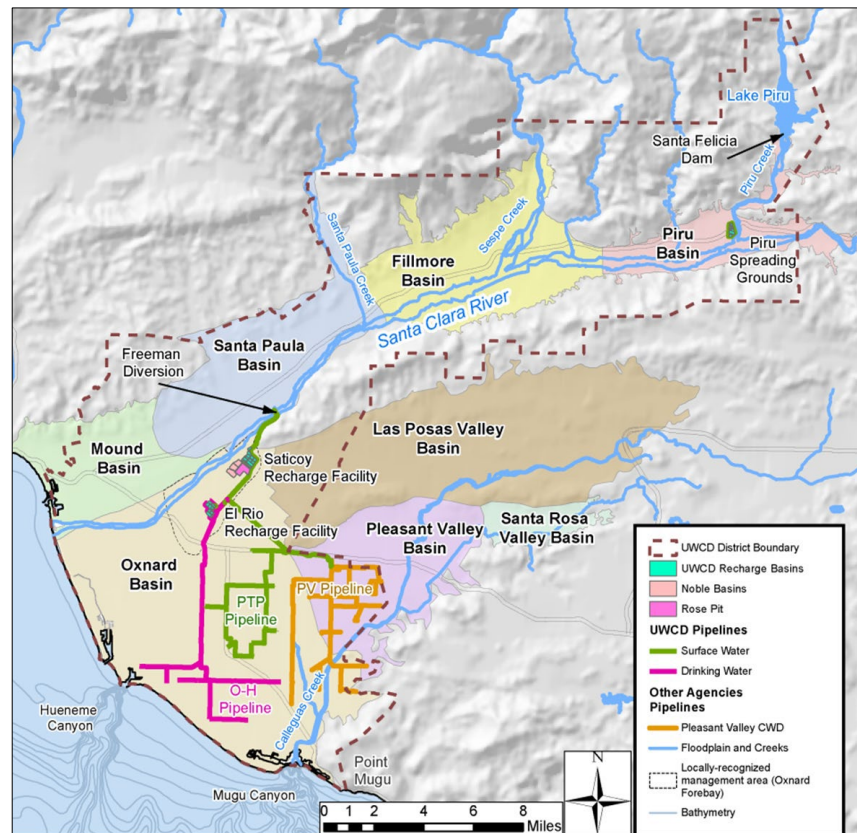 Lake Piru
Santa Felicia
Dam
Piru Creek
Santa Paula Creek
Sespe Creek
Fillmore
Basin
Piru
Basin
Piru
Spreading
Grounds
Santa Clara River
Santa Paula
Basin
Freeman
Diversion
Las Posas Valley
Basin
Mound
Basin
Saticoy
Recharge Facility
El Rio
Recharge Facility
Pleasant Valley
Basin
Santa Rosa
Valley Basin
Oxnard
Basin
PV Pipeline
PTP
Pipeline
O-H
Pipeline
Calleguas Creek
Hueneme
Canyon
Mugu Canyon
Point
Mugu
N
0 1 2 4 6 8
Miles
UWCD District Boundary
UWCD Recharge Basins
Noble Basins
Rose Pit
UWCD Pipelines
Surface Water
Drinking Water
Other Agencies
Pipelines
Pleasant Valley CWD
Floodplain and Creeks
Locally-recognized
management area (Oxnard
Forebay)
Bathymetry